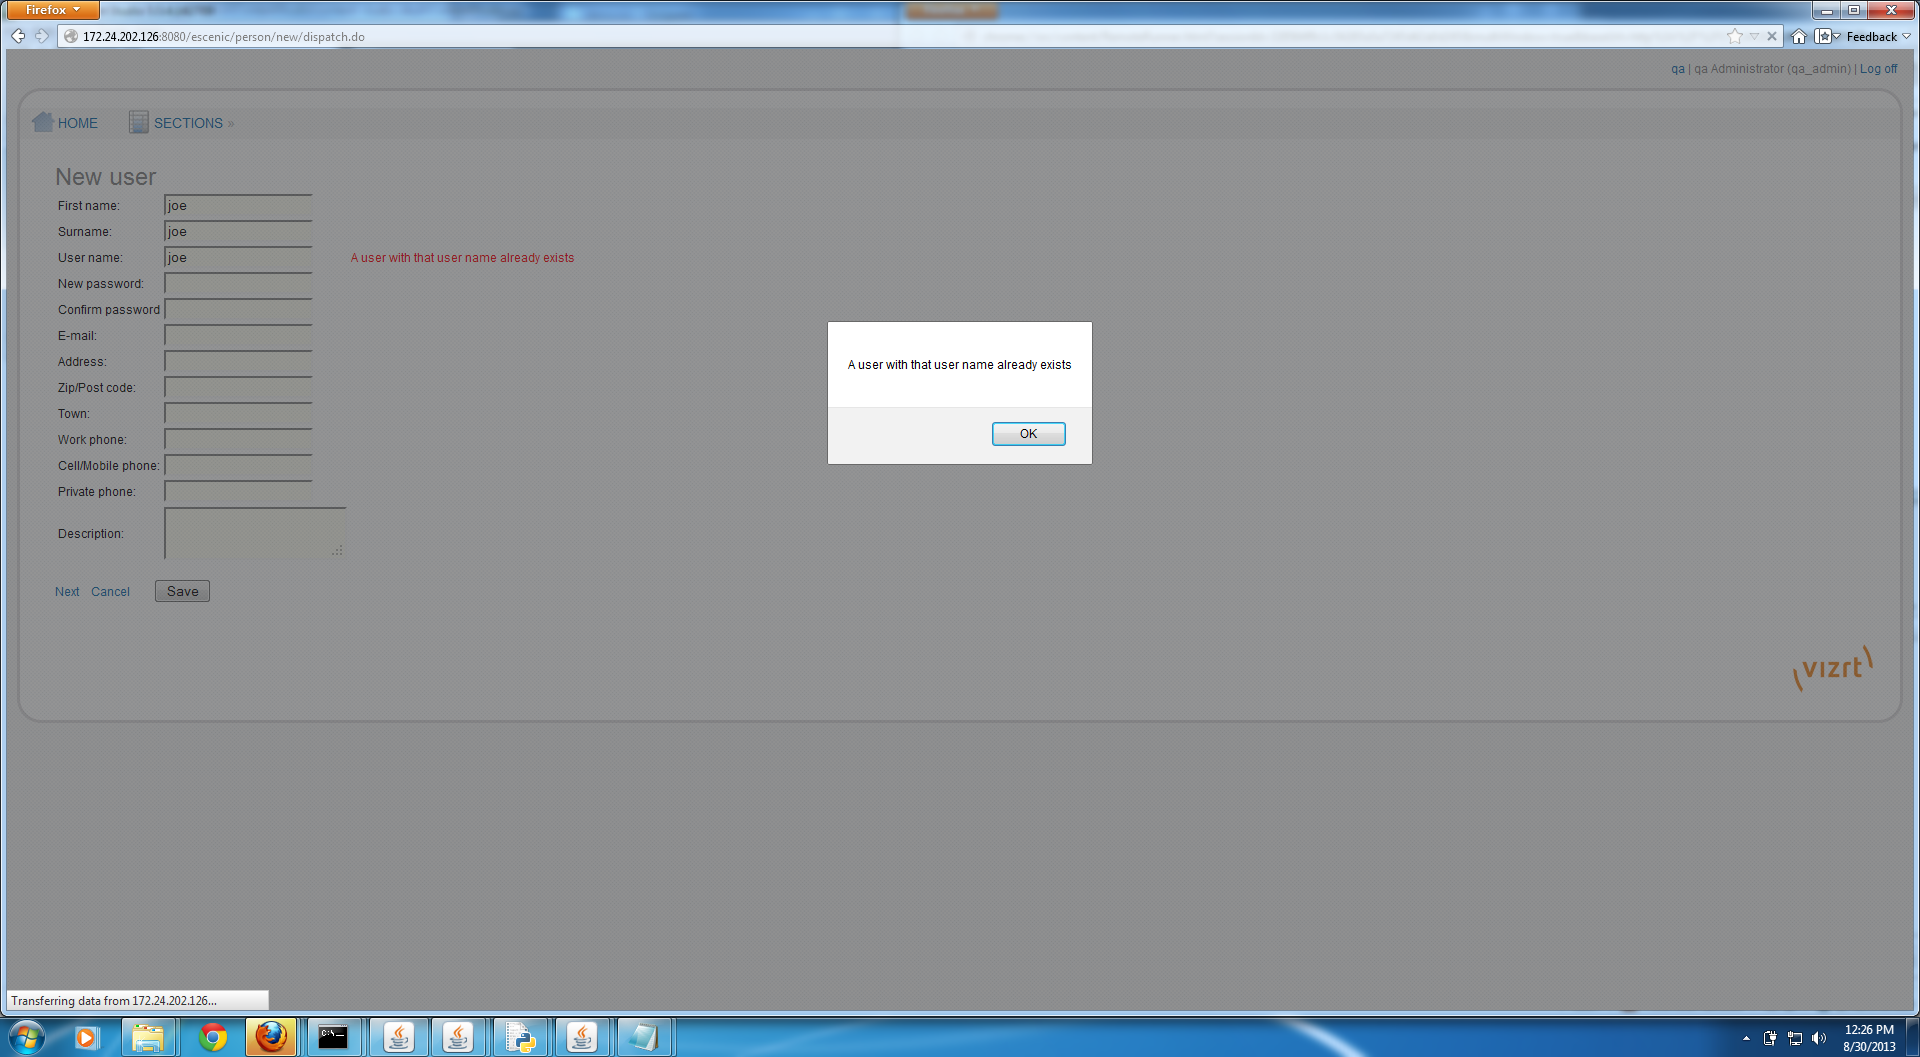 Firefox
172.24.202.126:8080/escenic/person/new/dispatch.do
Feedback
qa | qa Administrator (qa_admin) | Log off
HOME
SECTIONS »
New user
First name: joe
Surname: joe
User name: joe A user with that user name already exists
New password:
Confirm password
E-mail:
Address:
A user with that user name already exists
Zip/Post code:
Town:
OK
Work phone:
Cell/Mobile phone:
Private phone:
Description:
Next Cancel Save
vizrt
Transferring data from 172.24.202.126...
C:\
12:26 PM
8/30/2013